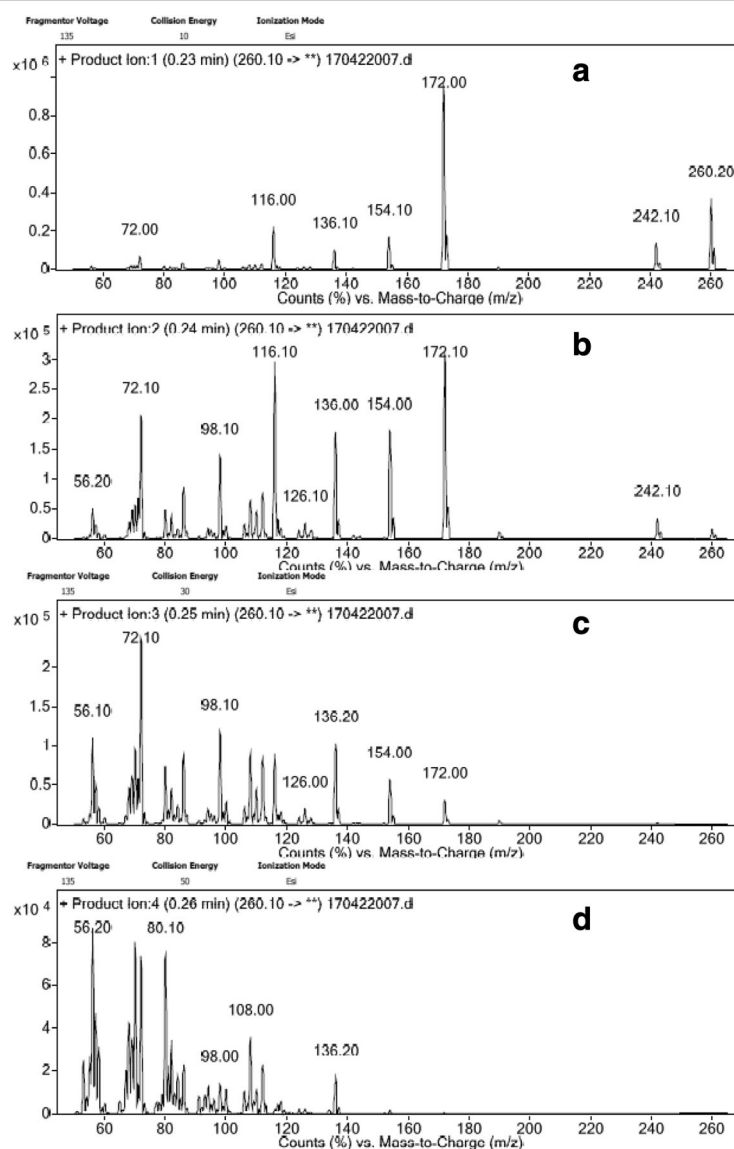 Fragmentor Voltage Collision Energy Ionization Mode
135 10 Esi
x10 6 + Product Ion:1 (0.23 min) (260.10 -> **) 170422007.d
a
172.00
0.8
0.6
260.20
0.4
116.00
154.10
136.10
242.10
72.00
0.2
0
60 80 100 120 140 160 180 200 220 240 260
Counts (%) vs. Mass-to-Charge (m/z)
+ Product Ion:2 (0.24 min) (260.10 -> **) 170422007.d
x10 5
b
116.10 172.10
3
2.5
72.10
136.00 154.00
2
98.10
1.5
56.20
126.10
242.10
1
0.5
0
60 80 100 120 140 160 180 200 220 240 260
Counts (%) vs. Mass-to-Charge (m/z)
Fragmentor Voltage Collision Energy Ionization Mode
135 30 Esi
x10 5 + Product Ion:3 (0.25 min) (260.10 -> **) 170422007.d
c
72.10
2
56.10
98.10
136.20
1.5
154.00
172.00
126.00
1
0.5
0
60 80 100 120 140 160 180 200 220 240 260
Counts (%) vs. Mass-to-Charge (m/z)
Fragmentor Voltage Collision Energy Ionization Mode
135 50 Esi
x10 4 + Product Ion:4 (0.26 min) (260.10 -> **) 170422007.d
d
56.20 80.10
8
6
108.00
4
98.00
136.20
2
0
60 80 100 120 140 160 180 200 220 240 260
Counts (%) vs. Mass-to-Charge (m/z)